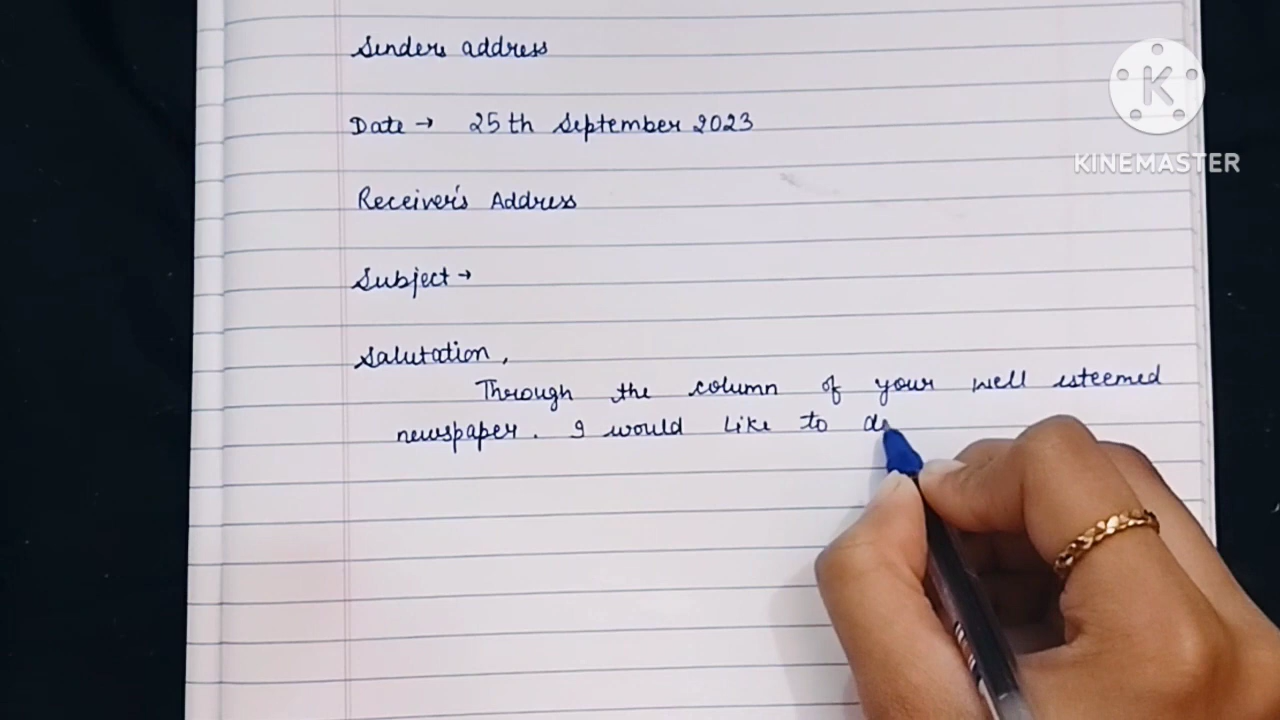 Senders address
Date → 25th September 2023
Receiver's Address
Subject →
Salutation,
Through the column of your well esteemed
newspaper. I would like to
K
KINEMASTER